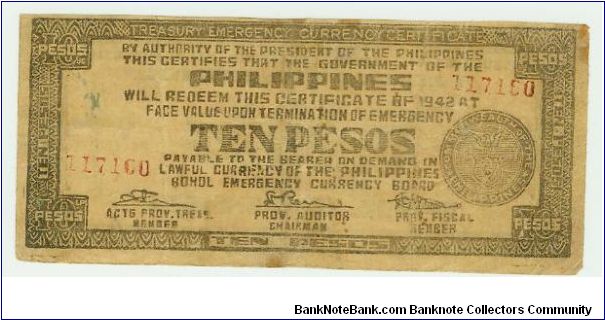 TREASURY EMERGENCY CURRENCY CERTIFICATE
10 PESOS
PESOS
BY AUTHORITY OF THE PRESIDENT OF THE PHILIPPINES
THIS CERTIFIES THAT THE GOVERNMENT OF THE
PHILIPPINES
117160
WILL REDEEM THIS CERTIFICATE OF 1942 AT
FACE VALUE UPON TERMINATION OF EMERGENCY
TEN PESOS
117160
PAYABLE TO THE BEARER ON DEMAND IN
LAWFUL CURRENCY OF THE PHILIPPINES
BOHOL EMERGENCY CURRENCY BOARD
PESOS
ACTG PROV. TREAS.
MEMBER
PROV. AUDITOR
CHAIRMAN
PROV. FISCAL
MEMBER
PESOS
TEN PESOS
BankNoteBank.com Banknote Collectors Community